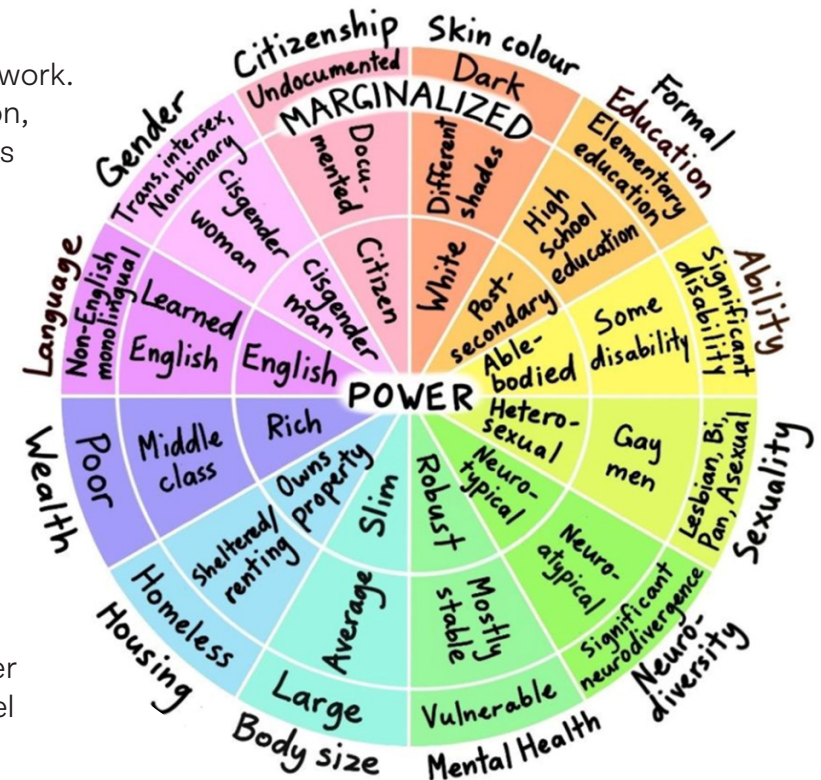 work.
on,
s
er
el
Citizenship
Undocumented
Docu-
mented
Citizen
Skin colour
Dark
Different
shades
White
Formal
Education
Elementary
education
High
School
education
Post-
secondary
Ability
Significant
disability
Some
disability
Able-
bodied
Sexuality
Lesbian, Bi,
Pan, Asexual
Gay
men
Hetero-
sexual
Neuro-
diversity
Significant
neurodivergence
Neuro-
atypical
Neuro-
typical
Mental Health
Vulnerable
Mostly
stable
Robust
Body size
Large
Average
Slim
Housing
Homeless
Sheltered/
renting
Owns
property
Wealth
Poor
Middle
class
Rich
Language
Non-English
monolingual
Learned
English
English
Gender
Trans, intersex,
Non-binary
cisgender
woman
cisgender
man
MARGINALIZED
POWER